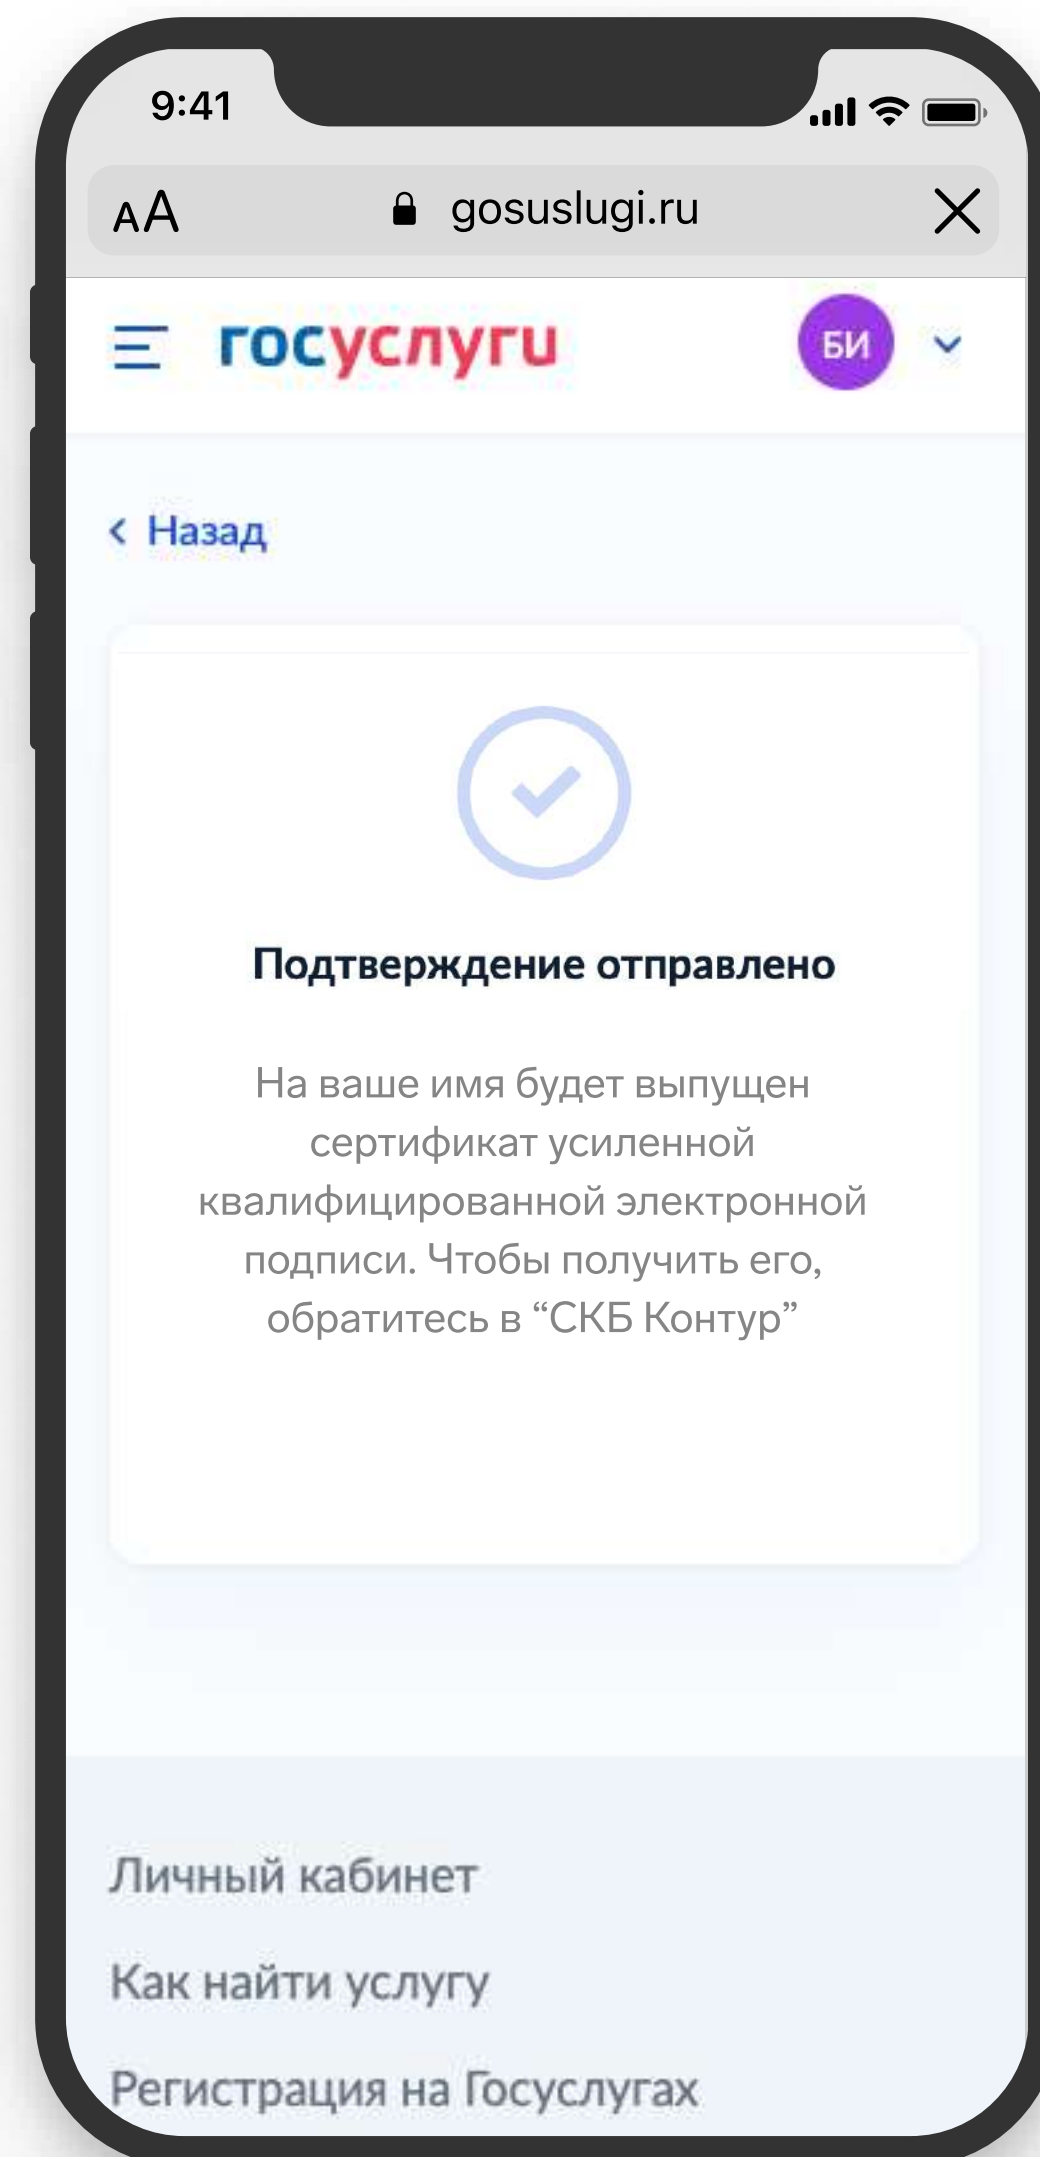 9:41
AA gosuslugi.ru
госуслуги
БИ
Назад
Подтверждение отправлено
На ваше имя будет выпущен
сертификат усиленной
квалифицированной электронной
подписи. Чтобы получить его,
обратитесь в “СКБ Контур”
Личный кабинет
Как найти услугу
Регистрация на Госуслугах